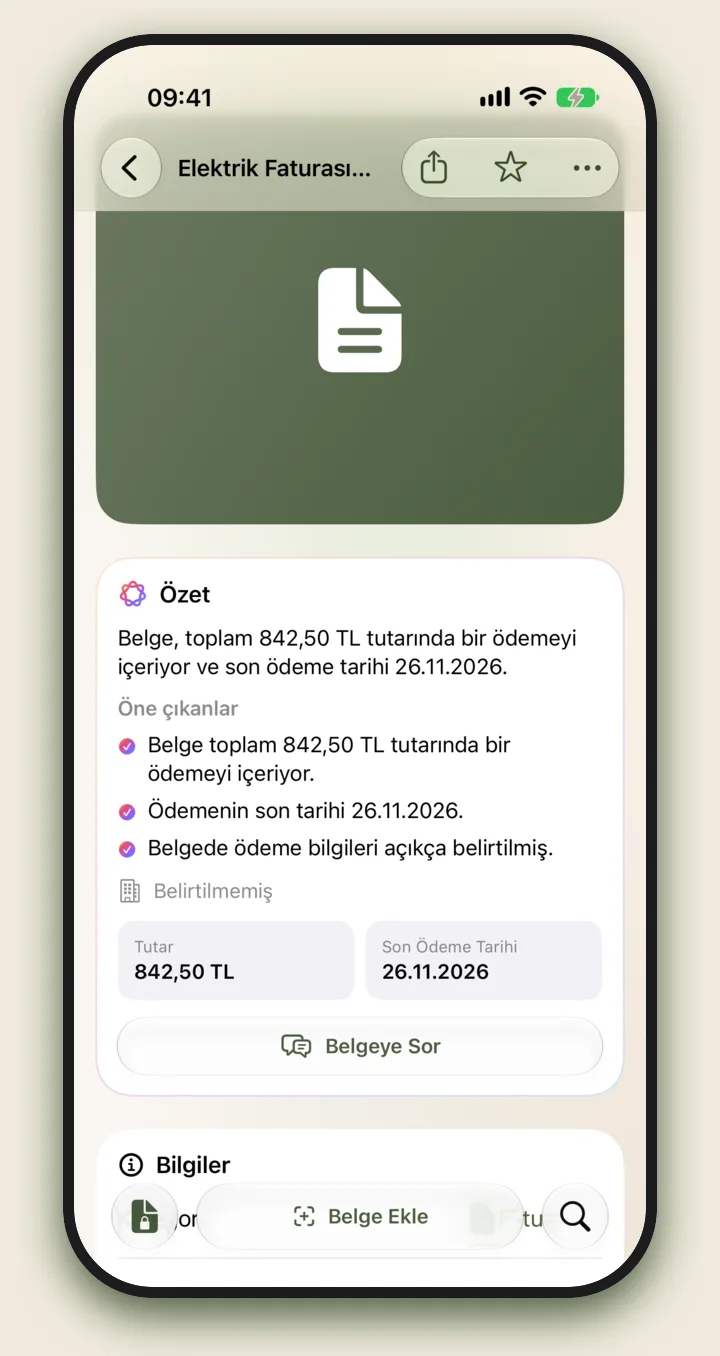 09:41
Elektrik Faturası...
Özet
Belge, toplam 842,50 TL tutarında bir ödemeyi
içeriyor ve son ödeme tarihi 26.11.2026.
Öne çıkanlar
Belge toplam 842,50 TL tutarında bir
ödemeyi içeriyor.
Ödemenin son tarihi 26.11.2026.
Belgede ödeme bilgileri açıkça belirtilmiş.
Belirtilmemiş
Tutar
842,50 TL
Son Ödeme Tarihi
26.11.2026
Belgeye Sor
Bilgiler
Belge Ekle